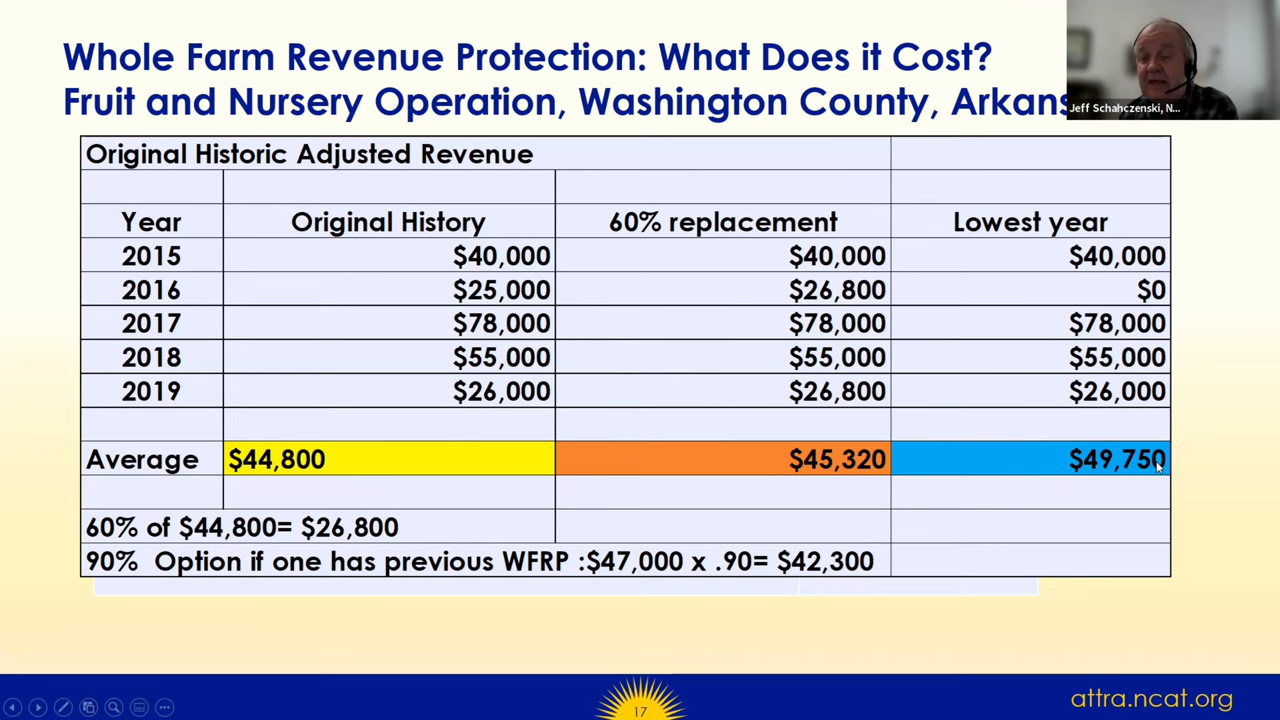 Whole Farm Revenue Protection: What Does it Cost?
Fruit and Nursery Operation, Washington County, Arkans
Jeff Schahczenski, N...
Original Historic Adjusted Revenue
Year Original History 60% replacement Lowest year
2015 $40,000 $40,000 $40,000
2016 $25,000 $26,800 $0
2017 $78,000 $78,000 $78,000
2018 $55,000 $55,000 $55,000
2019 $26,000 $26,800 $26,000
Average $44,800 $45,320 $49,750
60% of $44,800= $26,800
90% Option if one has previous WFRP :$47,000 x .90= $42,300
17
attra.ncat.org